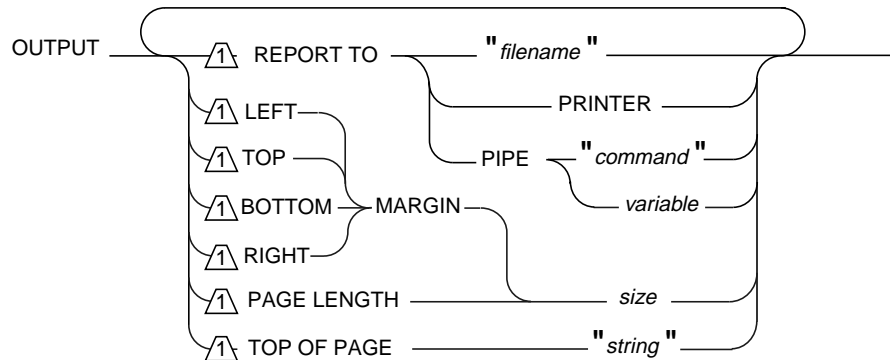 OUTPUT 1 REPORT TO "filename"
PRINTER
1 LEFT
1 TOP PIPE "command"
1 BOTTOM MARGIN variable
1 RIGHT
1 PAGE LENGTH size
1 TOP OF PAGE "string"